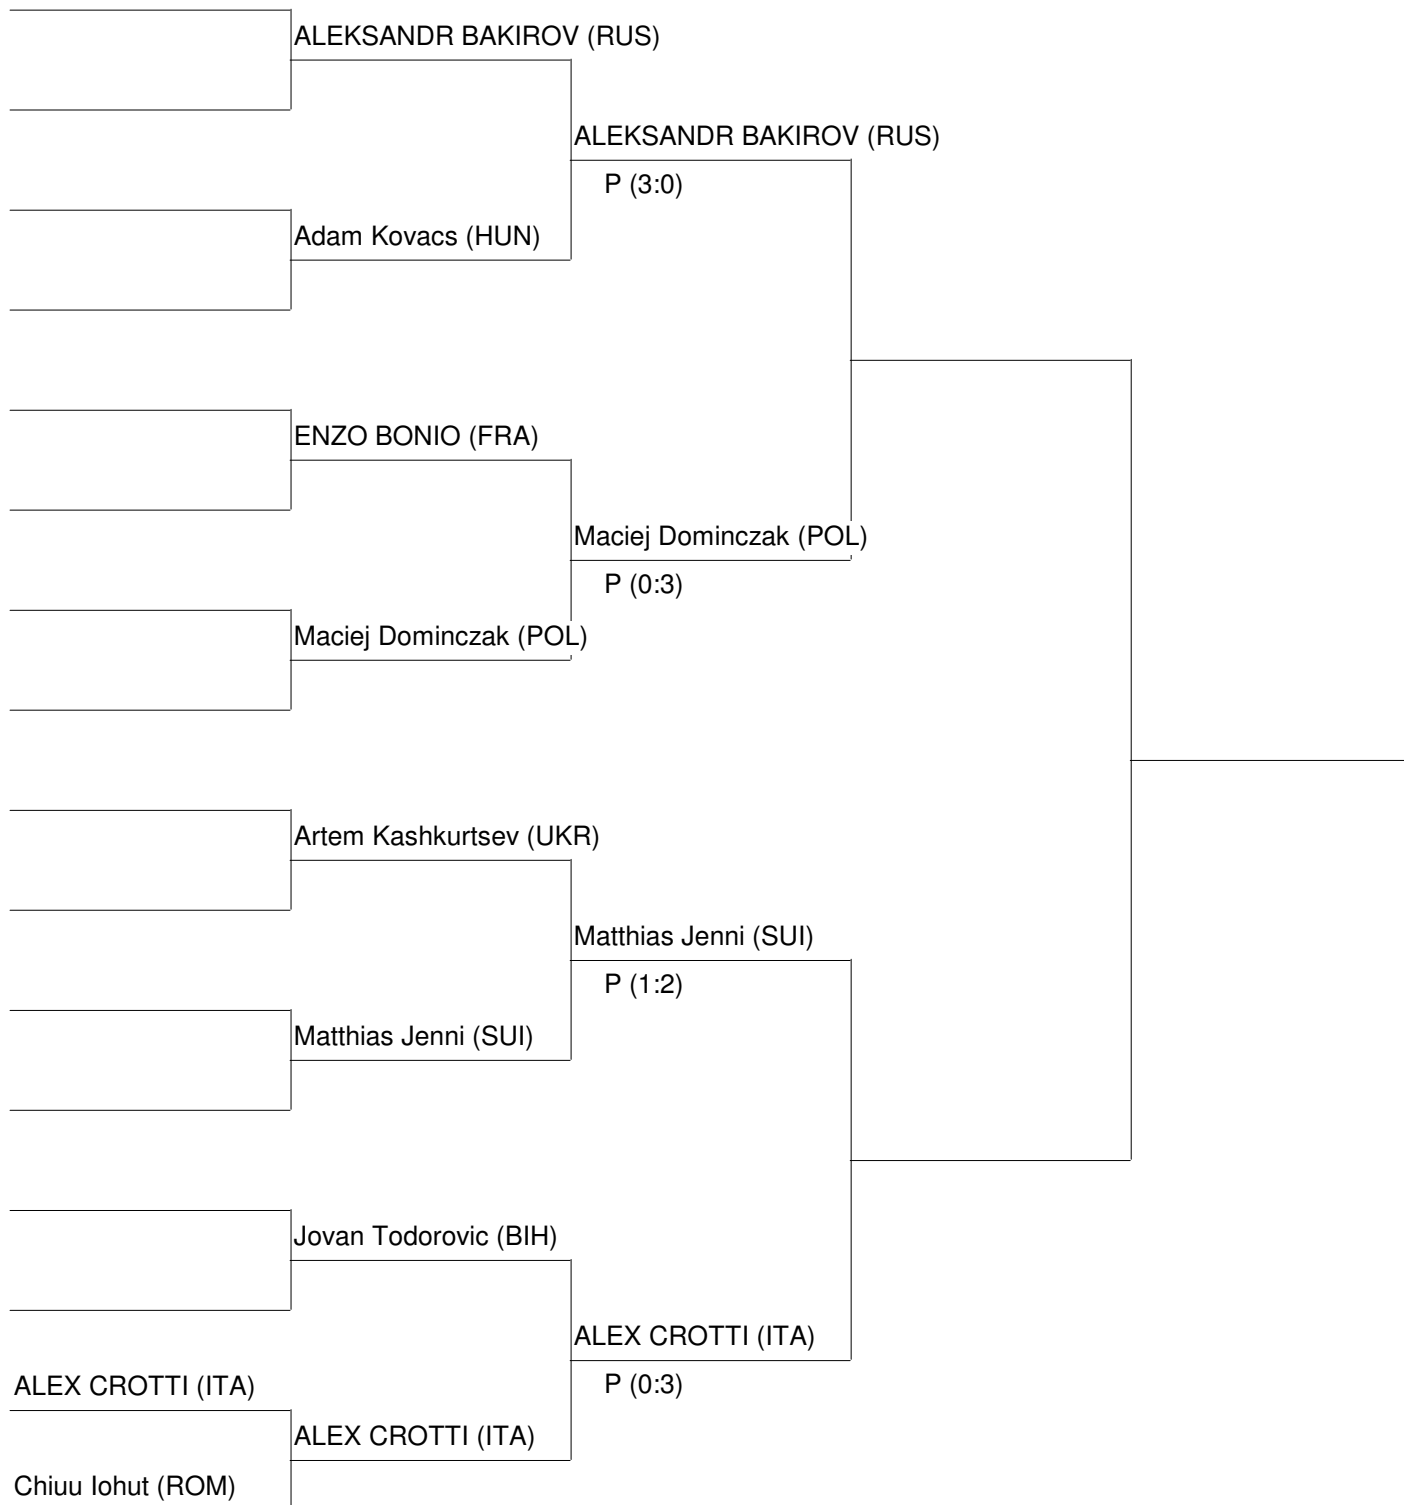 ALEKSANDR BAKIROV (RUS)
ALEKSANDR BAKIROV (RUS)
P (3:0)
Adam Kovacs (HUN)
ENZO BONIO (FRA)
Maciej Dominczak (POL)
P (0:3)
Maciej Dominczak (POL)
Artem Kashkurtsev (UKR)
Matthias Jenni (SUI)
P (1:2)
Matthias Jenni (SUI)
Jovan Todorovic (BIH)
ALEX CROTTI (ITA)
P (0:3)
ALEX CROTTI (ITA)
ALEX CROTTI (ITA)
Chiuu Iohut (ROM)